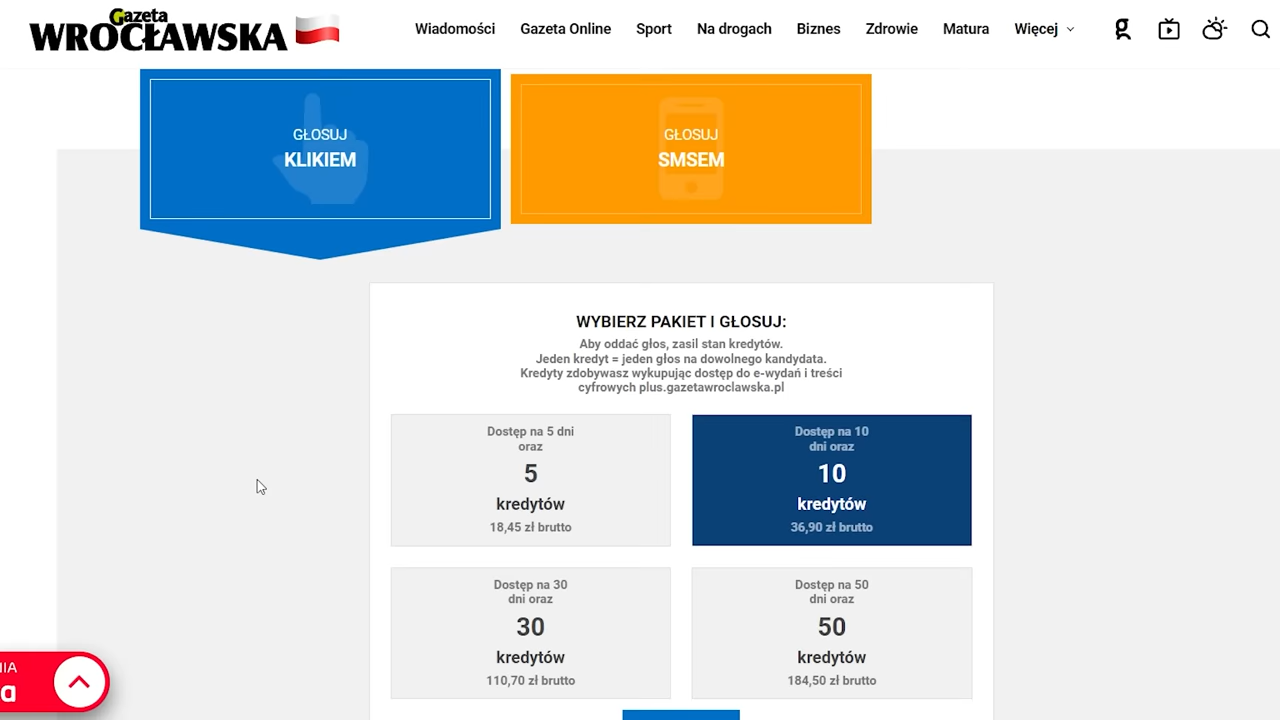 Gazeta
WROCŁAWSKA
Wiadomości Gazeta Online Sport Na drogach Biznes Zdrowie Matura Więcej
GŁOSUJ
KLIKIEM
GŁOSUJ
SMSEM
WYBIERZ PAKIET I GŁOSUJ:
Aby oddać głos, zasil stan kredytów.
Jeden kredyt = jeden głos na dowolnego kandydata.
Kredyty zdobywasz wykupując dostęp do e-wydań i treści
cyfrowych plus.gazetawroclawska.pl
Dostęp na 5 dni
oraz
5
kredytów
18,45 zł brutto
Dostęp na 10
dni oraz
10
kredytów
36,90 zł brutto
Dostęp na 30
dni oraz
30
kredytów
110,70 zł brutto
Dostęp na 50
dni oraz
50
kredytów
184,50 zł brutto